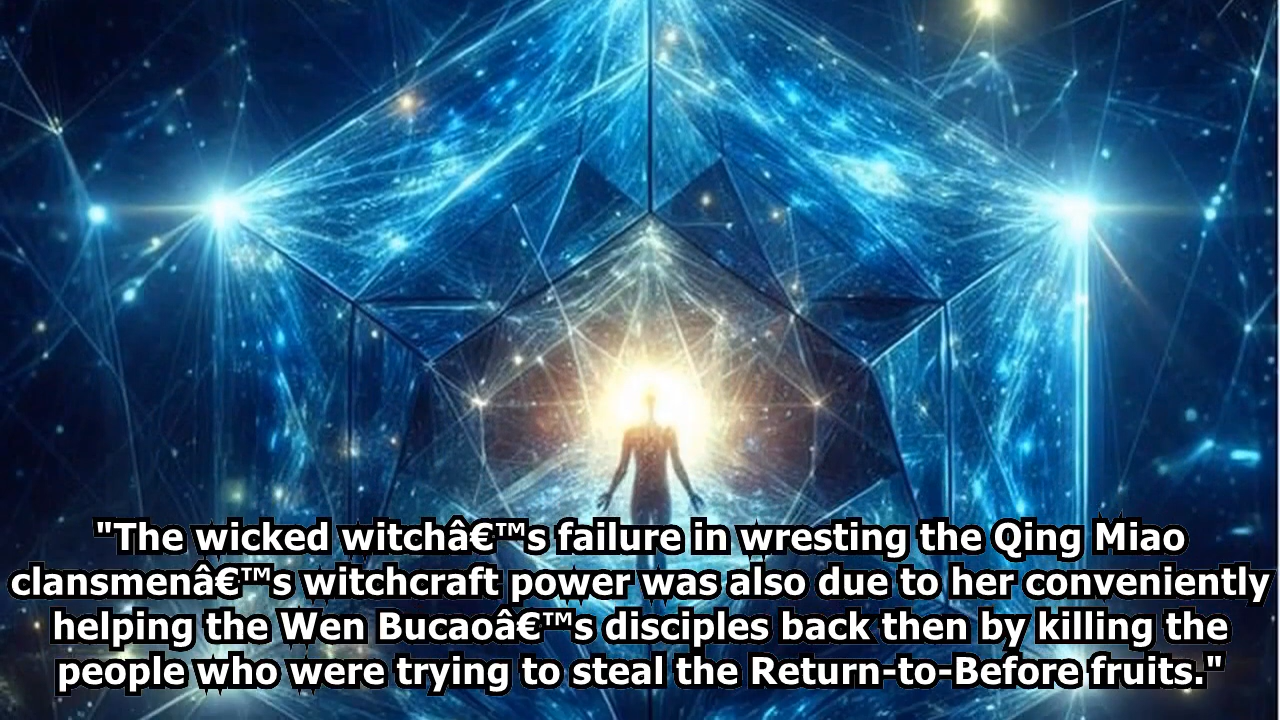 "The wicked witchâ€™s failure in wresting the Qing Miao
clansmenâ€™s witchcraft power was also due to her conveniently
helping the Wen Bucaoâ€™s disciples back then by killing the
people who were trying to steal the Return-to-Before fruits."